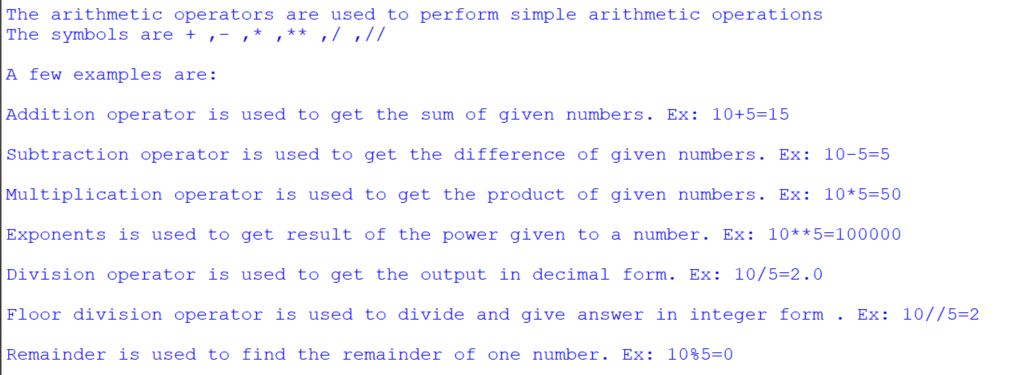 The arithmetic operators are used to perform simple arithmetic operations
The symbols are + ,- ,* ,** ,/ ,//
A few examples are:
Addition operator is used to get the sum of given numbers. Ex: 10+5=15
Subtraction operator is used to get the difference of given numbers. Ex: 10-5=5
Multiplication operator is used to get the product of given numbers. Ex: 10*5=50
Exponents is used to get result of the power given to a number. Ex: 10**5=100000
Division operator is used to get the output in decimal form. Ex: 10/5=2.0
Floor division operator is used to divide and give answer in integer form . Ex: 10//5=2
Remainder is used to find the remainder of one number. Ex: 10%5=0